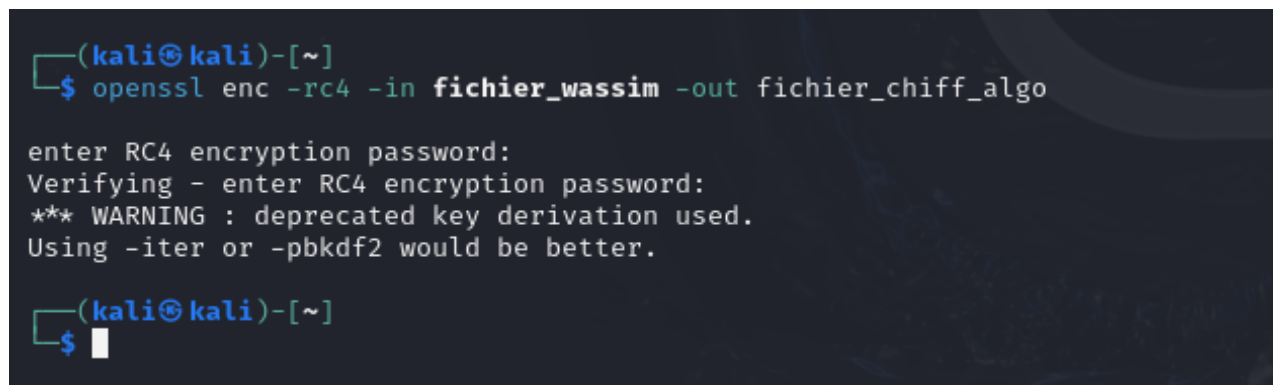 ┌──(kali㉿kali)-[~]
└─$ openssl enc -rc4 -in fichier_wassim -out fichier_chiff_algo
enter RC4 encryption password:
Verifying - enter RC4 encryption password:
*** WARNING : deprecated key derivation used.
Using -iter or -pbkdf2 would be better.
┌──(kali㉿kali)-[~]
└─$